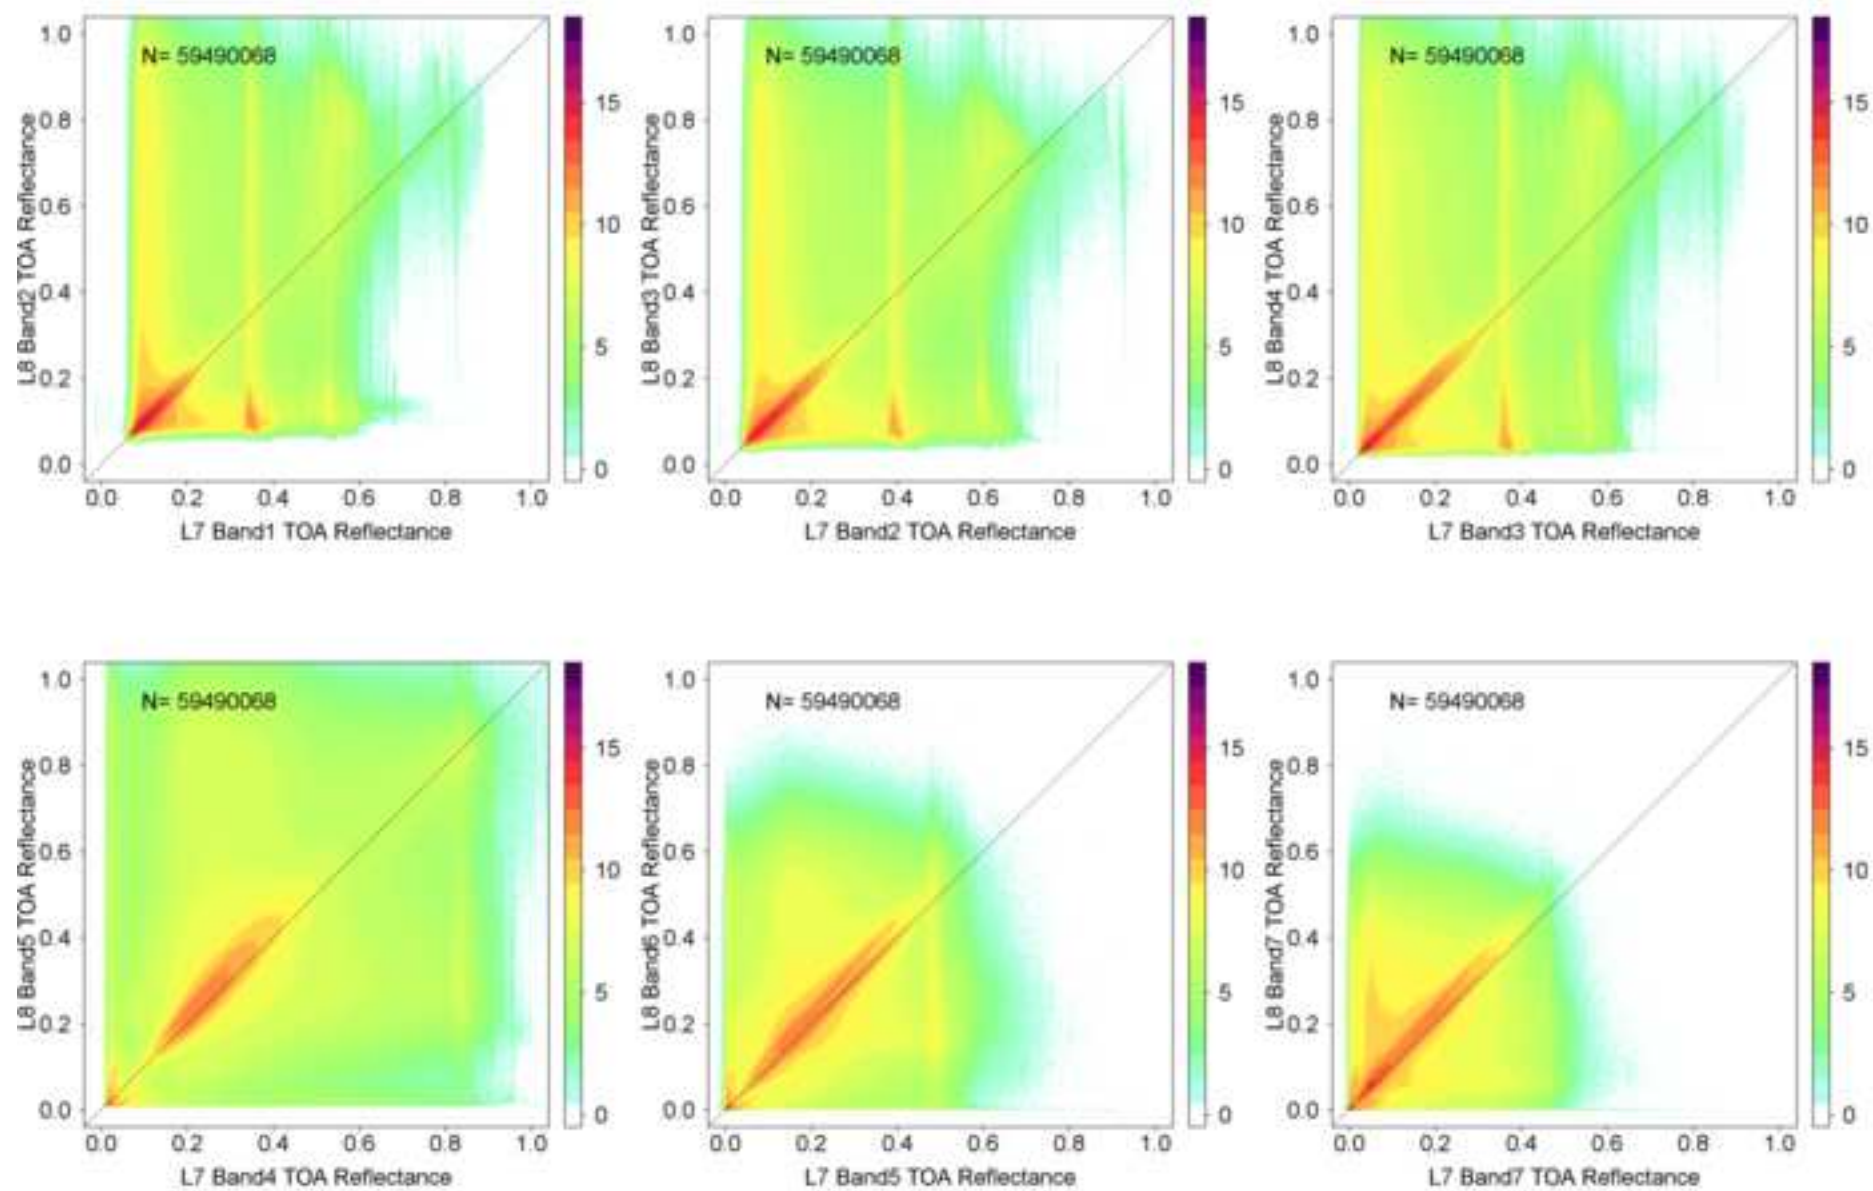 N= 59490068
L8 Band2 TOA Reflectance
1.0
0.8
0.6
0.4
0.2
0.0
0.0 0.2 0.4 0.6 0.8 1.0
L7 Band1 TOA Reflectance
15
10
5
0
N= 59490068
L8 Band3 TOA Reflectance
1.0
0.8
0.6
0.4
0.2
0.0
0.0 0.2 0.4 0.6 0.8 1.0
L7 Band2 TOA Reflectance
15
10
5
0
N= 59490068
L8 Band4 TOA Reflectance
1.0
0.8
0.6
0.4
0.2
0.0
0.0 0.2 0.4 0.6 0.8 1.0
L7 Band3 TOA Reflectance
15
10
5
0
N= 59490068
L8 Band5 TOA Reflectance
1.0
0.8
0.6
0.4
0.2
0.0
0.0 0.2 0.4 0.6 0.8 1.0
L7 Band4 TOA Reflectance
15
10
5
0
N= 59490068
L8 Band6 TOA Reflectance
1.0
0.8
0.6
0.4
0.2
0.0
0.0 0.2 0.4 0.6 0.8 1.0
L7 Band5 TOA Reflectance
15
10
5
0
N= 59490068
L8 Band7 TOA Reflectance
1.0
0.8
0.6
0.4
0.2
0.0
0.0 0.2 0.4 0.6 0.8 1.0
L7 Band7 TOA Reflectance
15
10
5
0